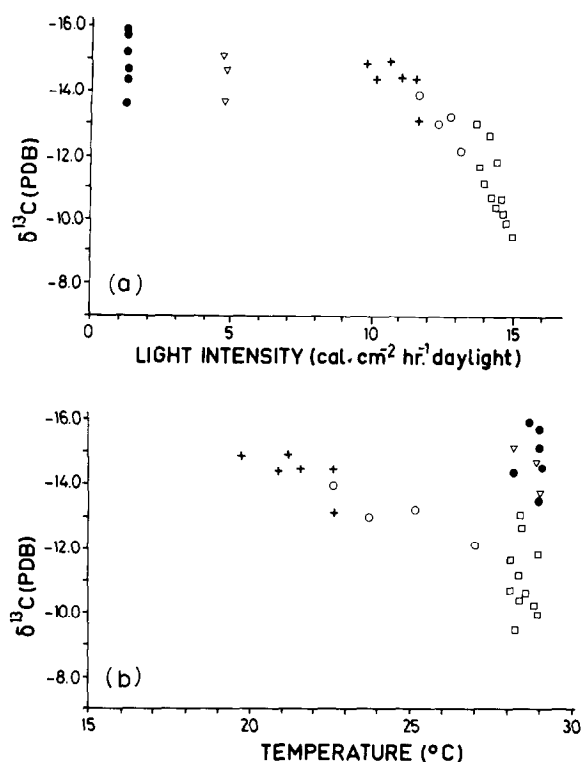 -16.0
-14.0
-12.0
-10.0
-8.0
δ¹³C(PDB)
(a)
0 5 10 15
LIGHT INTENSITY (cal. cm⁻² hr.⁻¹ daylight)
-16.0
-14.0
-12.0
-10.0
-8.0
δ¹³C(PDB)
(b)
15 20 25 30
TEMPERATURE (°C)